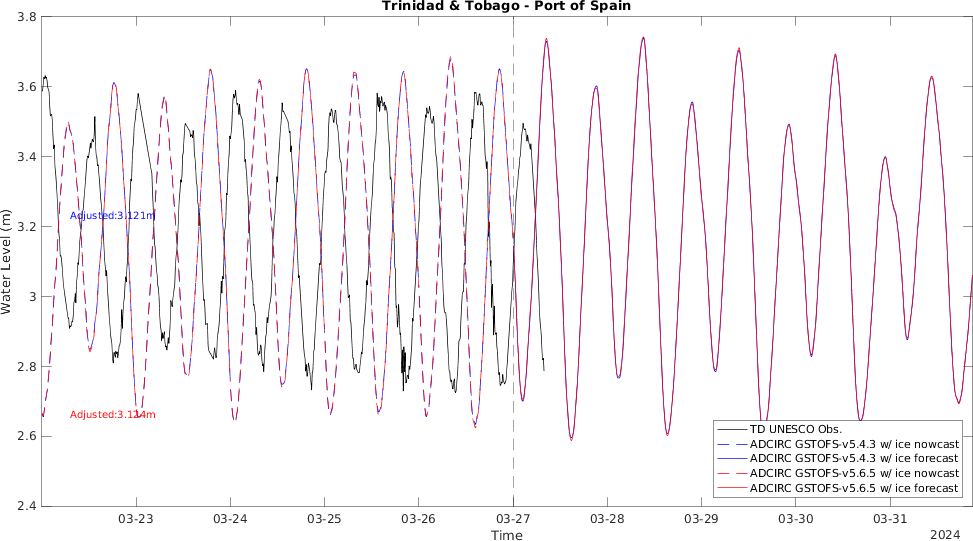 Trinidad & Tobago - Port of Spain
3.8
3.6
3.4
3.2
3
2.8
2.6
2.4
Water Level (m)
Adjusted:3.121m
Adjusted:3.124m
TD UNESCO Obs.
ADCIRC GSTOFS-v5.4.3 w/ ice nowcast
ADCIRC GSTOFS-v5.4.3 w/ ice forecast
ADCIRC GSTOFS-v5.6.5 w/ ice nowcast
ADCIRC GSTOFS-v5.6.5 w/ ice forecast
03-23 03-24 03-25 03-26 03-27 03-28 03-29 03-30 03-31
Time
2024